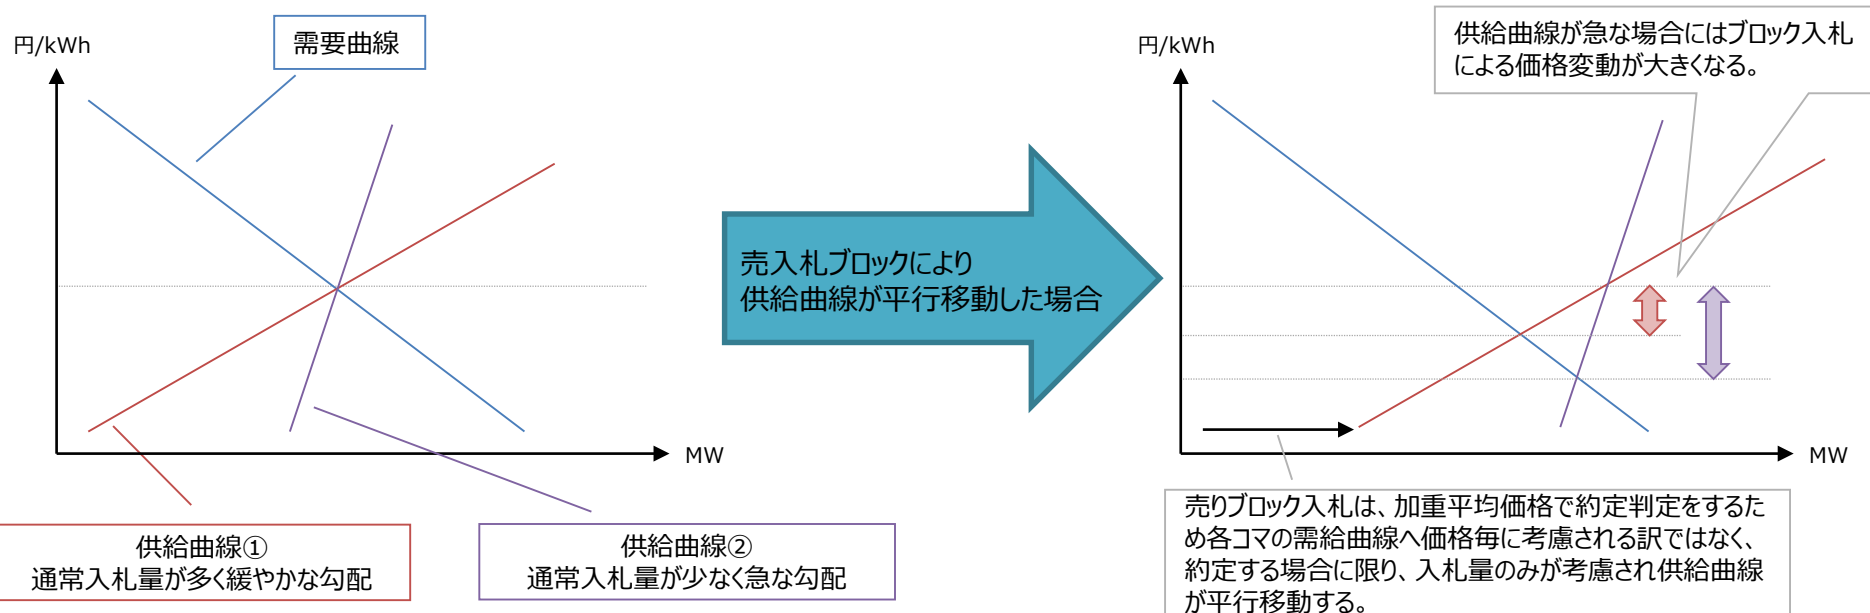 円/kWh
需要曲線
MW
供給曲線①
通常入札量が多く緩やかな勾配
供給曲線②
通常入札量が少なく急な勾配
売入札ブロックにより
供給曲線が平行移動した場合
円/kWh
供給曲線が急な場合にはブロック入札
による価格変動が大きくなる。
MW
売りブロック入札は、加重平均価格で約定判定をするた
め各コマの需給曲線へ価格毎に考慮される訳ではなく、
約定する場合に限り、入札量のみが考慮され供給曲線
が平行移動する。